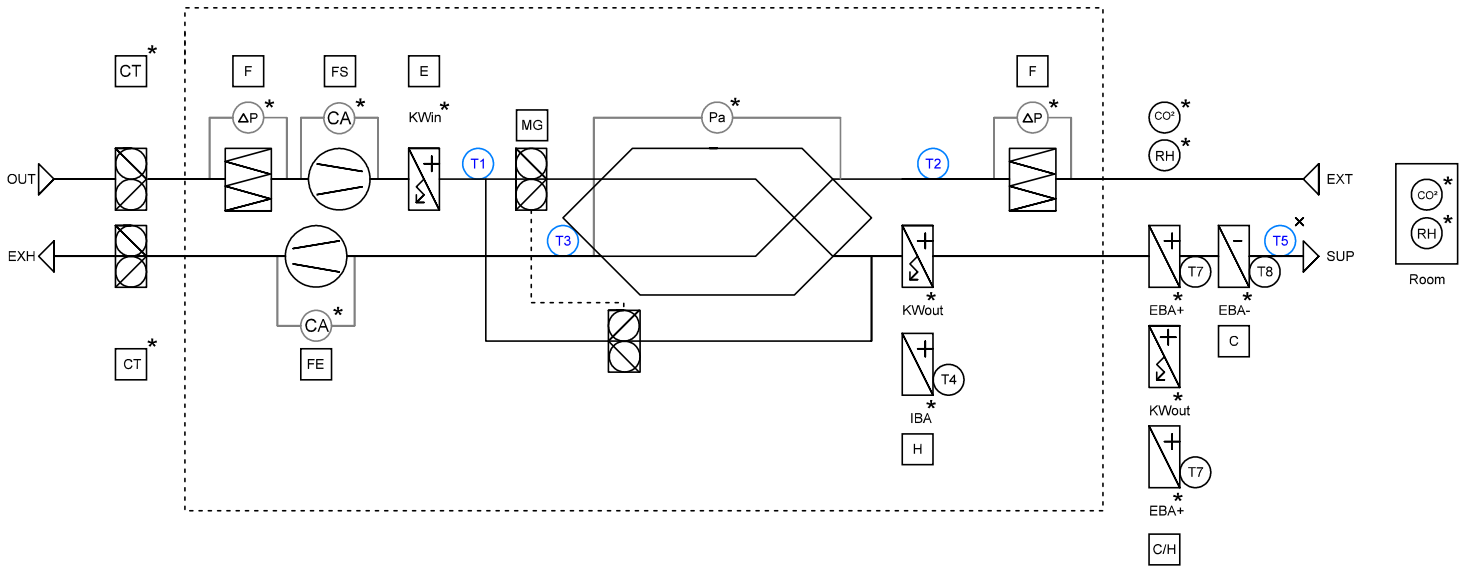 CT *
F
FS
E
F
ΔP *
CA *
KWin *
MG
Pa *
ΔP *
CO² *
RH *
OUT
T1
T2
EXT
CO² *
RH *
Room
EXH
T3
+
+
T7
-
T8
T5 ×
SUP
KWout *
EBA+ *
EBA- *
CA *
C
CT *
FE
+
T4
+
IBA *
KWout *
H
+
T7
EBA+ *
C/H